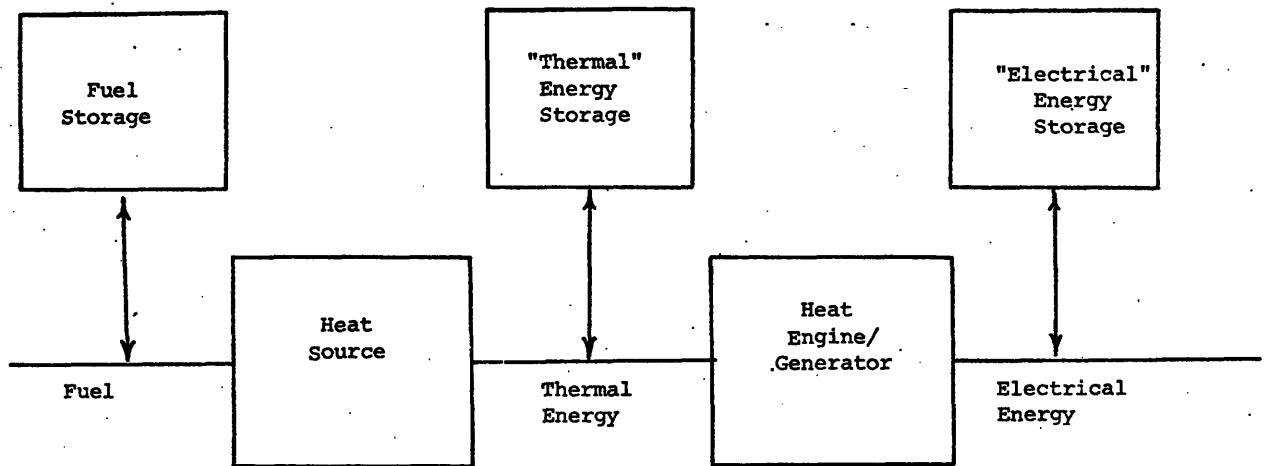 Fuel
Storage
"Thermal"
Energy
Storage
"Electrical"
Energy
Storage
Heat
Source
Heat
Engine/
Generator
Fuel
Thermal
Energy
Electrical
Energy